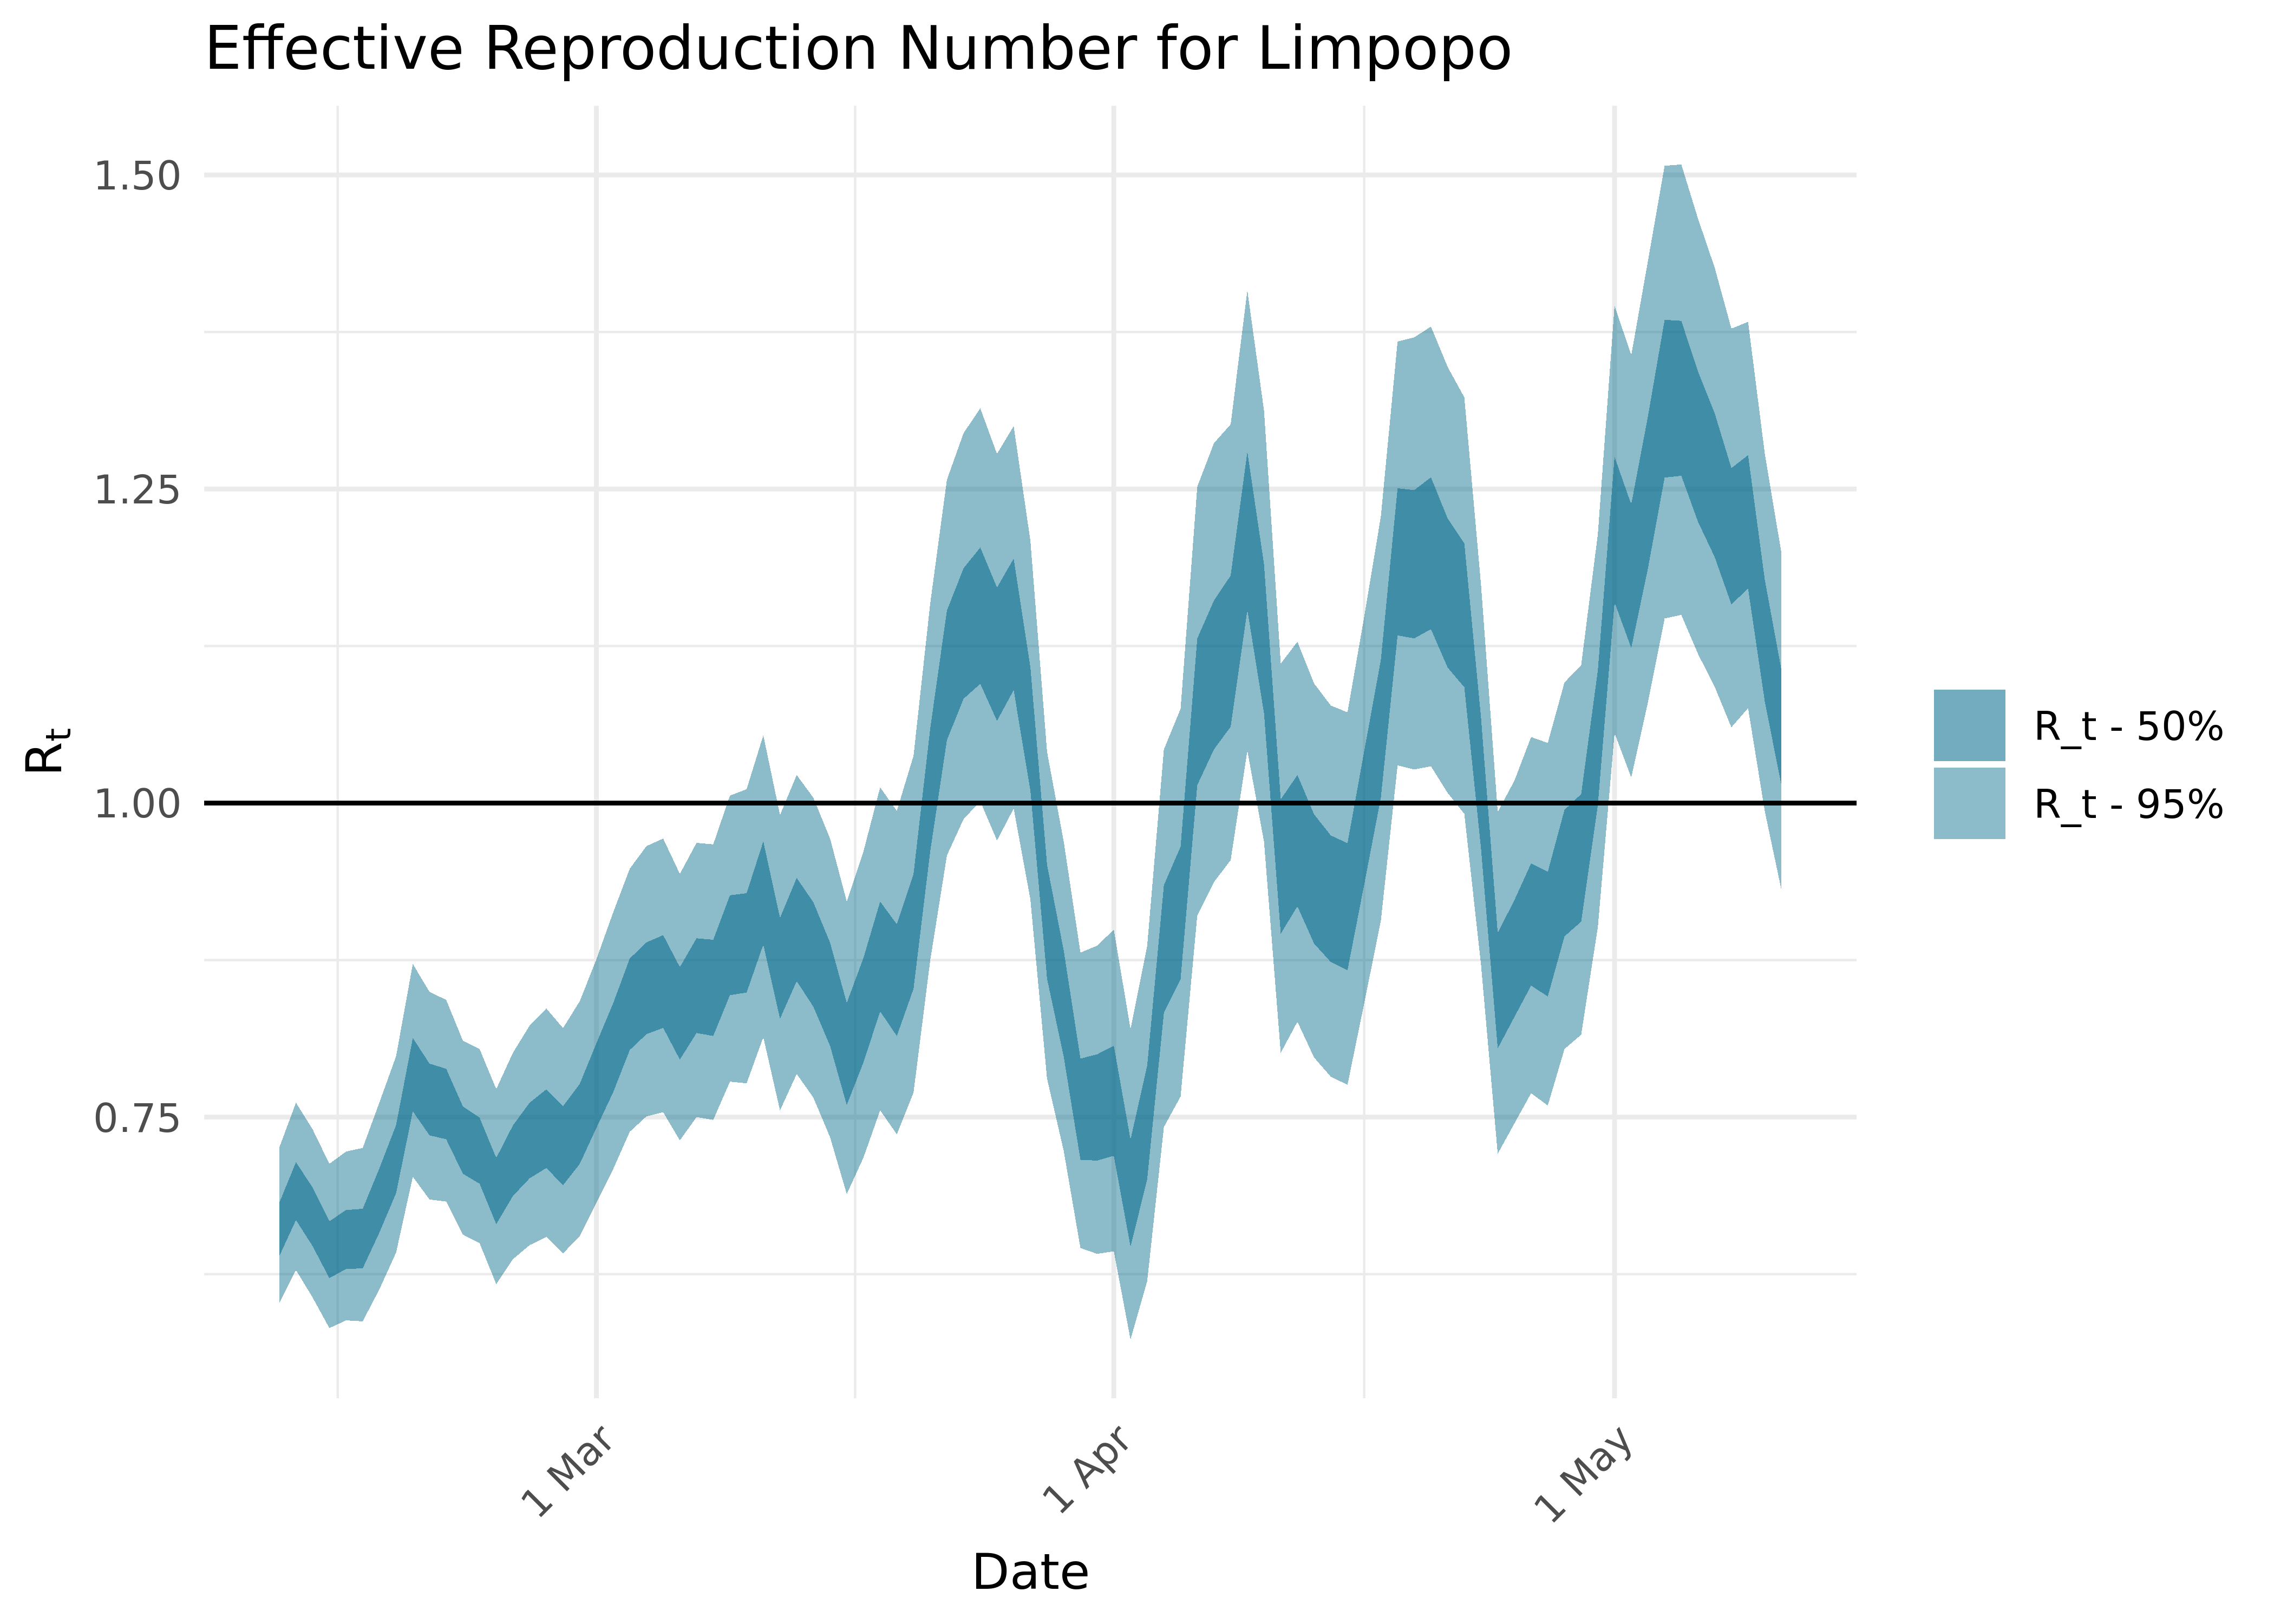 Effective Reproduction Number for Limpopo
1.50
1.25
1.00
0.75
R_t
1 Mar
1 Apr
1 May
Date
R_t - 50%
R_t - 95%